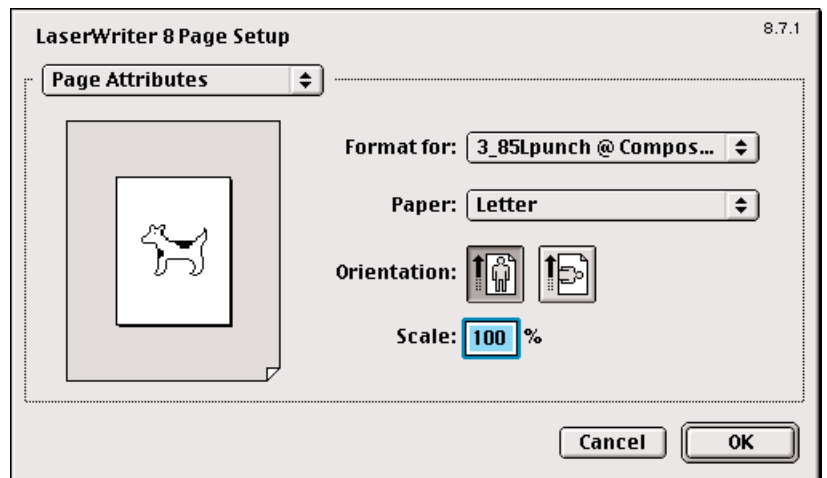 LaserWriter 8 Page Setup
8.7.1
Page Attributes
Format for: 3_85Lpunch @ Compos...
Paper: Letter
Orientation:
Scale: 100 %
Cancel
OK